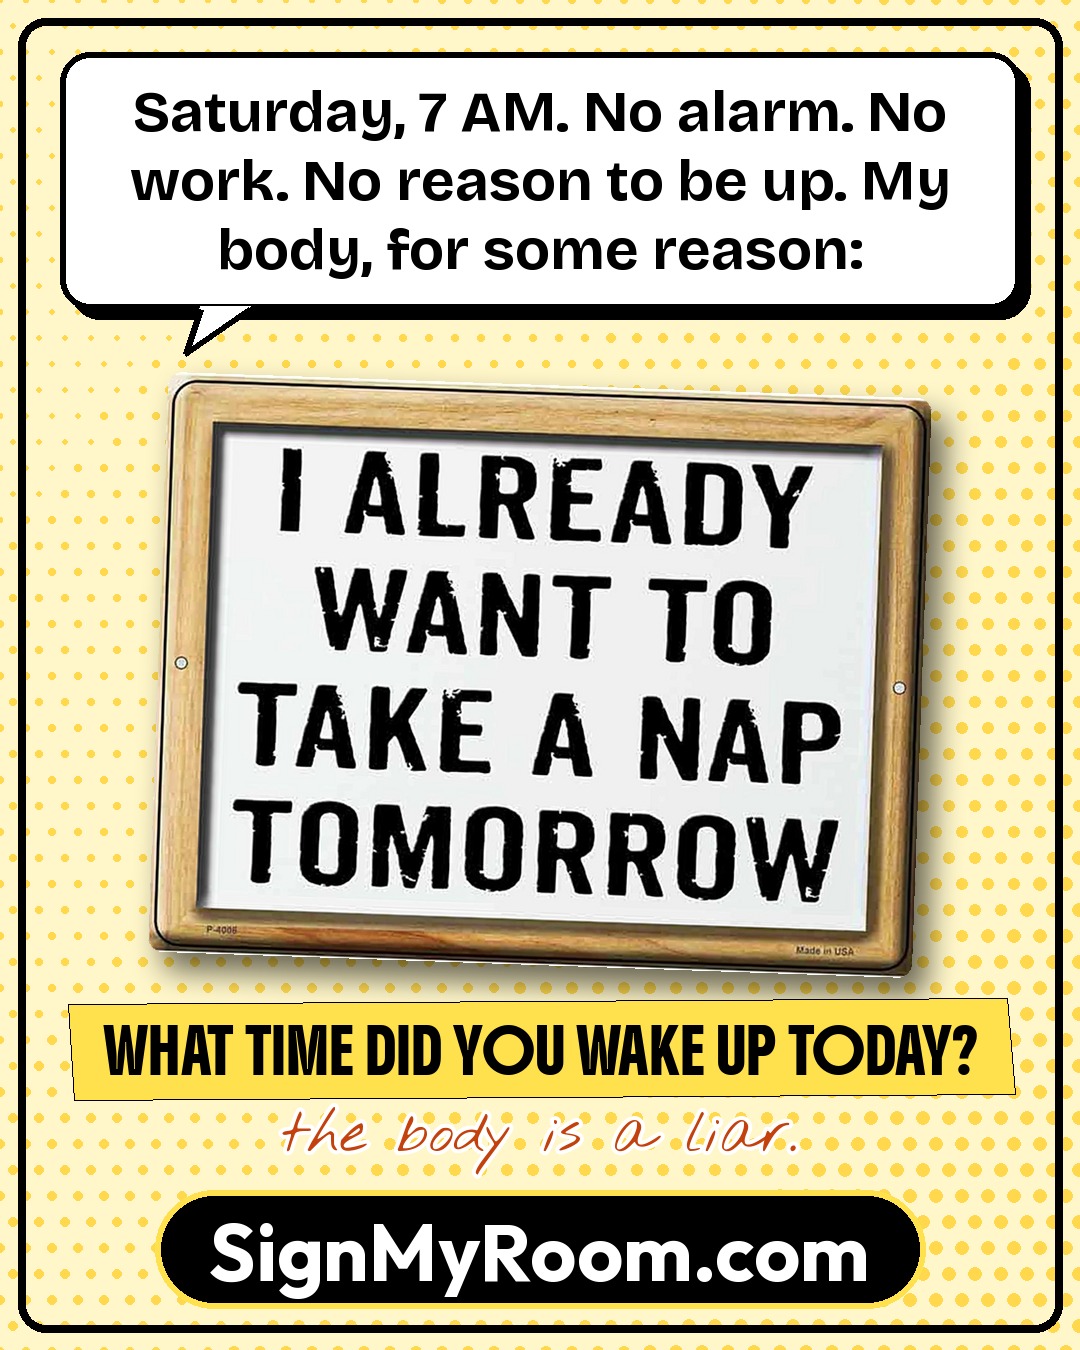 Saturday, 7 AM. No alarm. No
work. No reason to be up. My
body, for some reason:
I ALREADY
WANT TO
TAKE A NAP
TOMORROW
P-4006
Made in USA
WHAT TIME DID YOU WAKE UP TODAY?
the body is a liar.
SignMyRoom.com